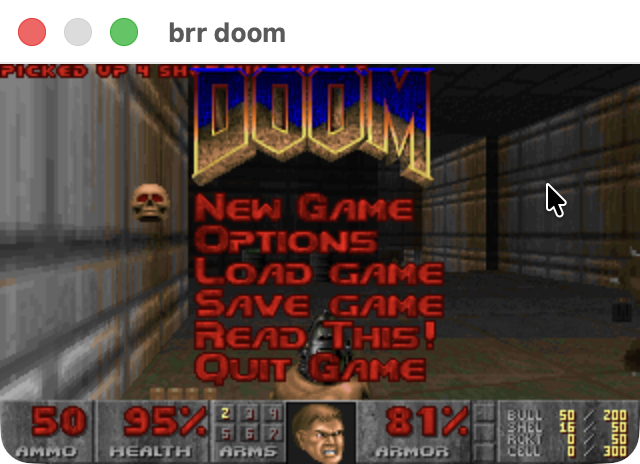 brr doom
PICKED UP 4 SHOTGUN SHELLS
DOOM
New Game
Options
Load game
Save game
Read This!
Quit Game
50 95% 2 3 4 81% BULL 50 / 200
SHEL 16 / 50
5 6 7 RCKT 0 / 50
AMMO HEALTH ARMS ARMOR CELL 0 / 300